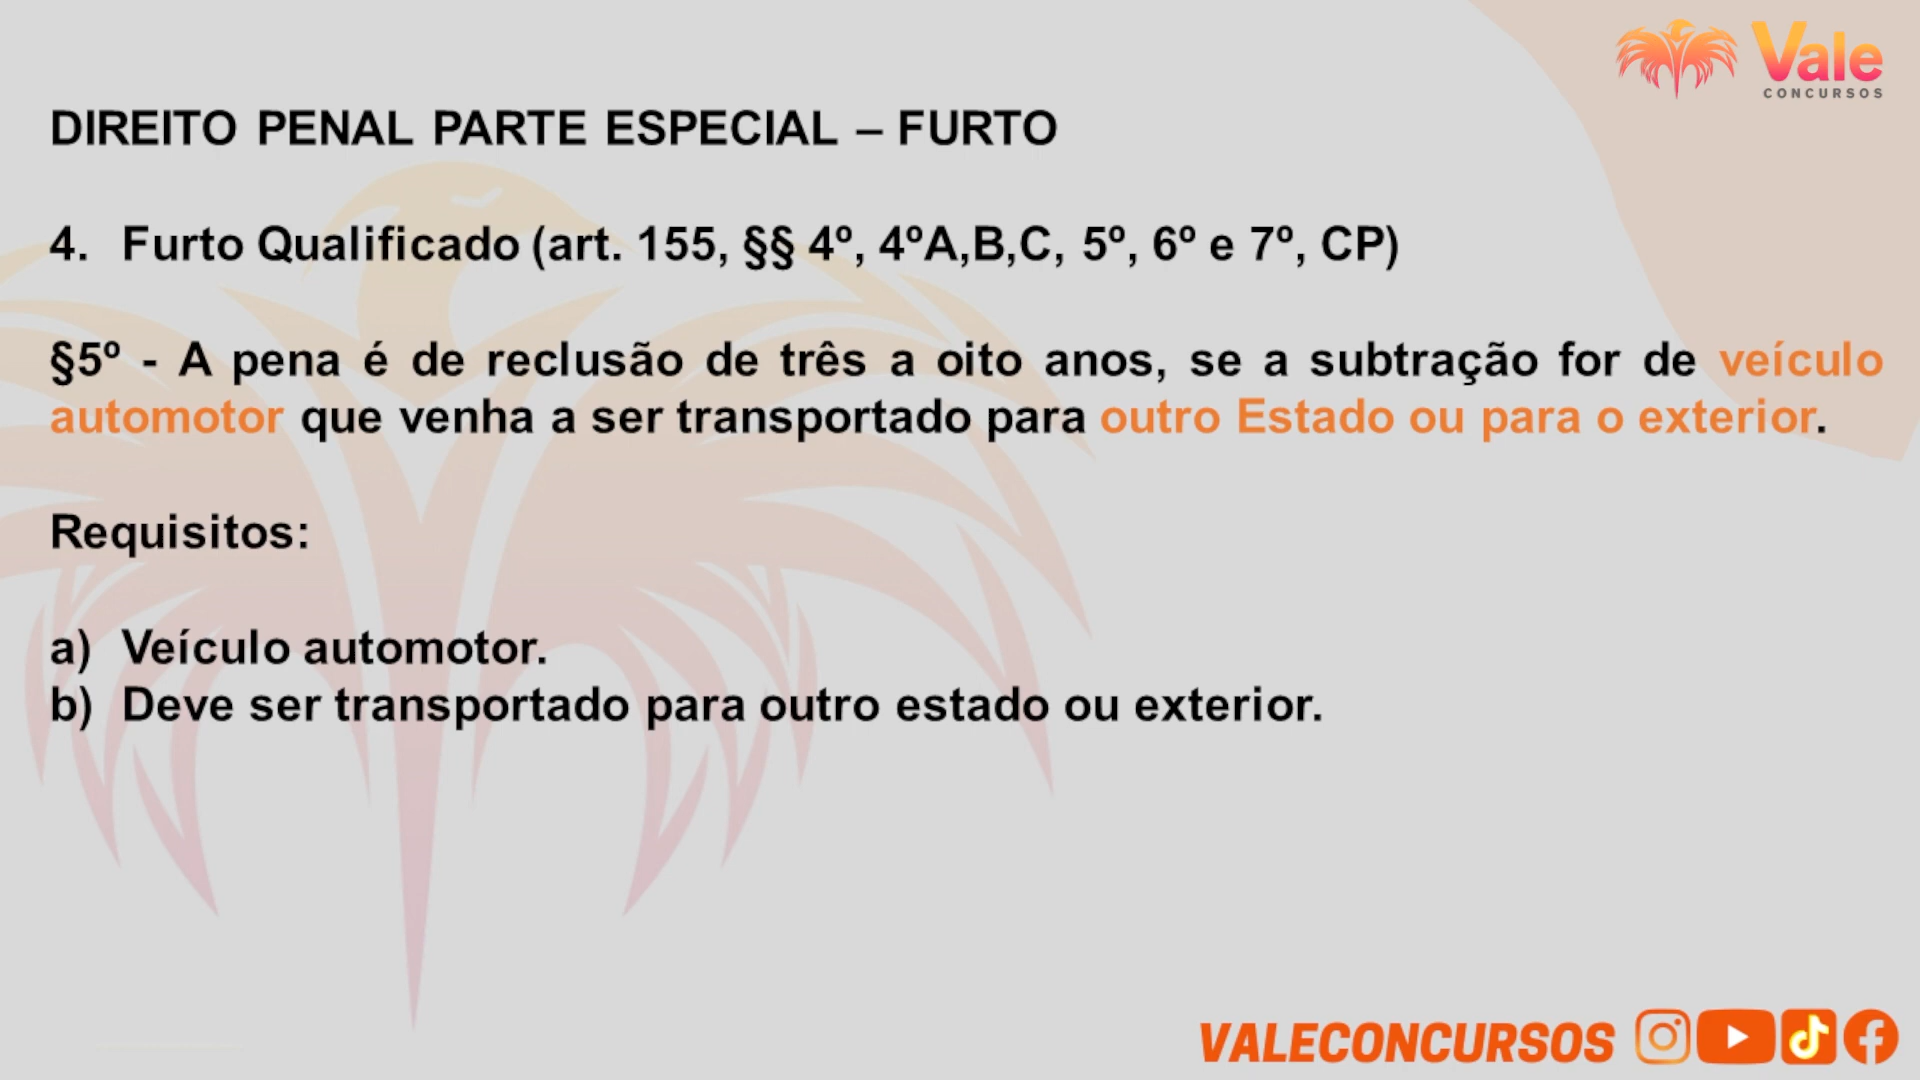 Vale
CONCURSOS
DIREITO PENAL PARTE ESPECIAL – FURTO
4. Furto Qualificado (art. 155, §§ 4º, 4ºA,B,C, 5º, 6º e 7º, CP)
§5º - A pena é de reclusão de três a oito anos, se a subtração for de veículo
automotor que venha a ser transportado para outro Estado ou para o exterior.
Requisitos:
a) Veículo automotor.
b) Deve ser transportado para outro estado ou exterior.
VALECONCURSOS